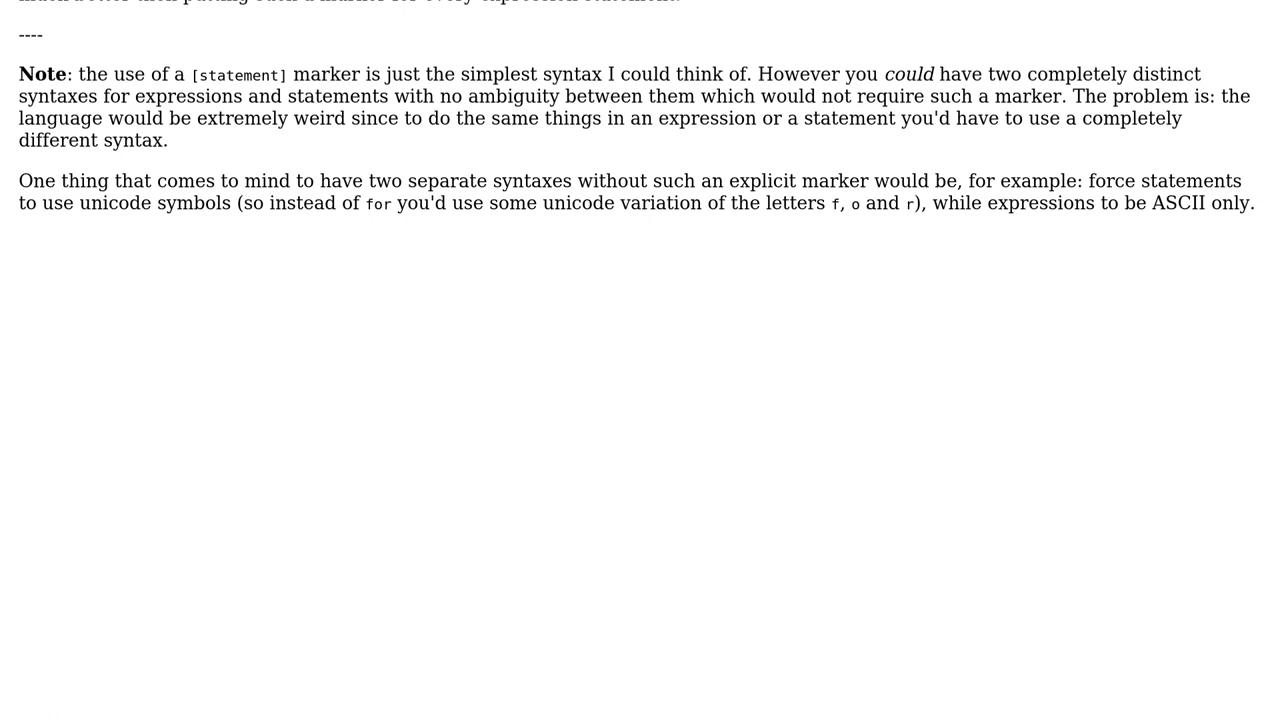 ----
Note: the use of a [statement] marker is just the simplest syntax I could think of. However you could have two completely distinct
syntaxes for expressions and statements with no ambiguity between them which would not require such a marker. The problem is: the
language would be extremely weird since to do the same things in an expression or a statement you'd have to use a completely
different syntax.
One thing that comes to mind to have two separate syntaxes without such an explicit marker would be, for example: force statements
to use unicode symbols (so instead of for you'd use some unicode variation of the letters f, o and r), while expressions to be ASCII only.